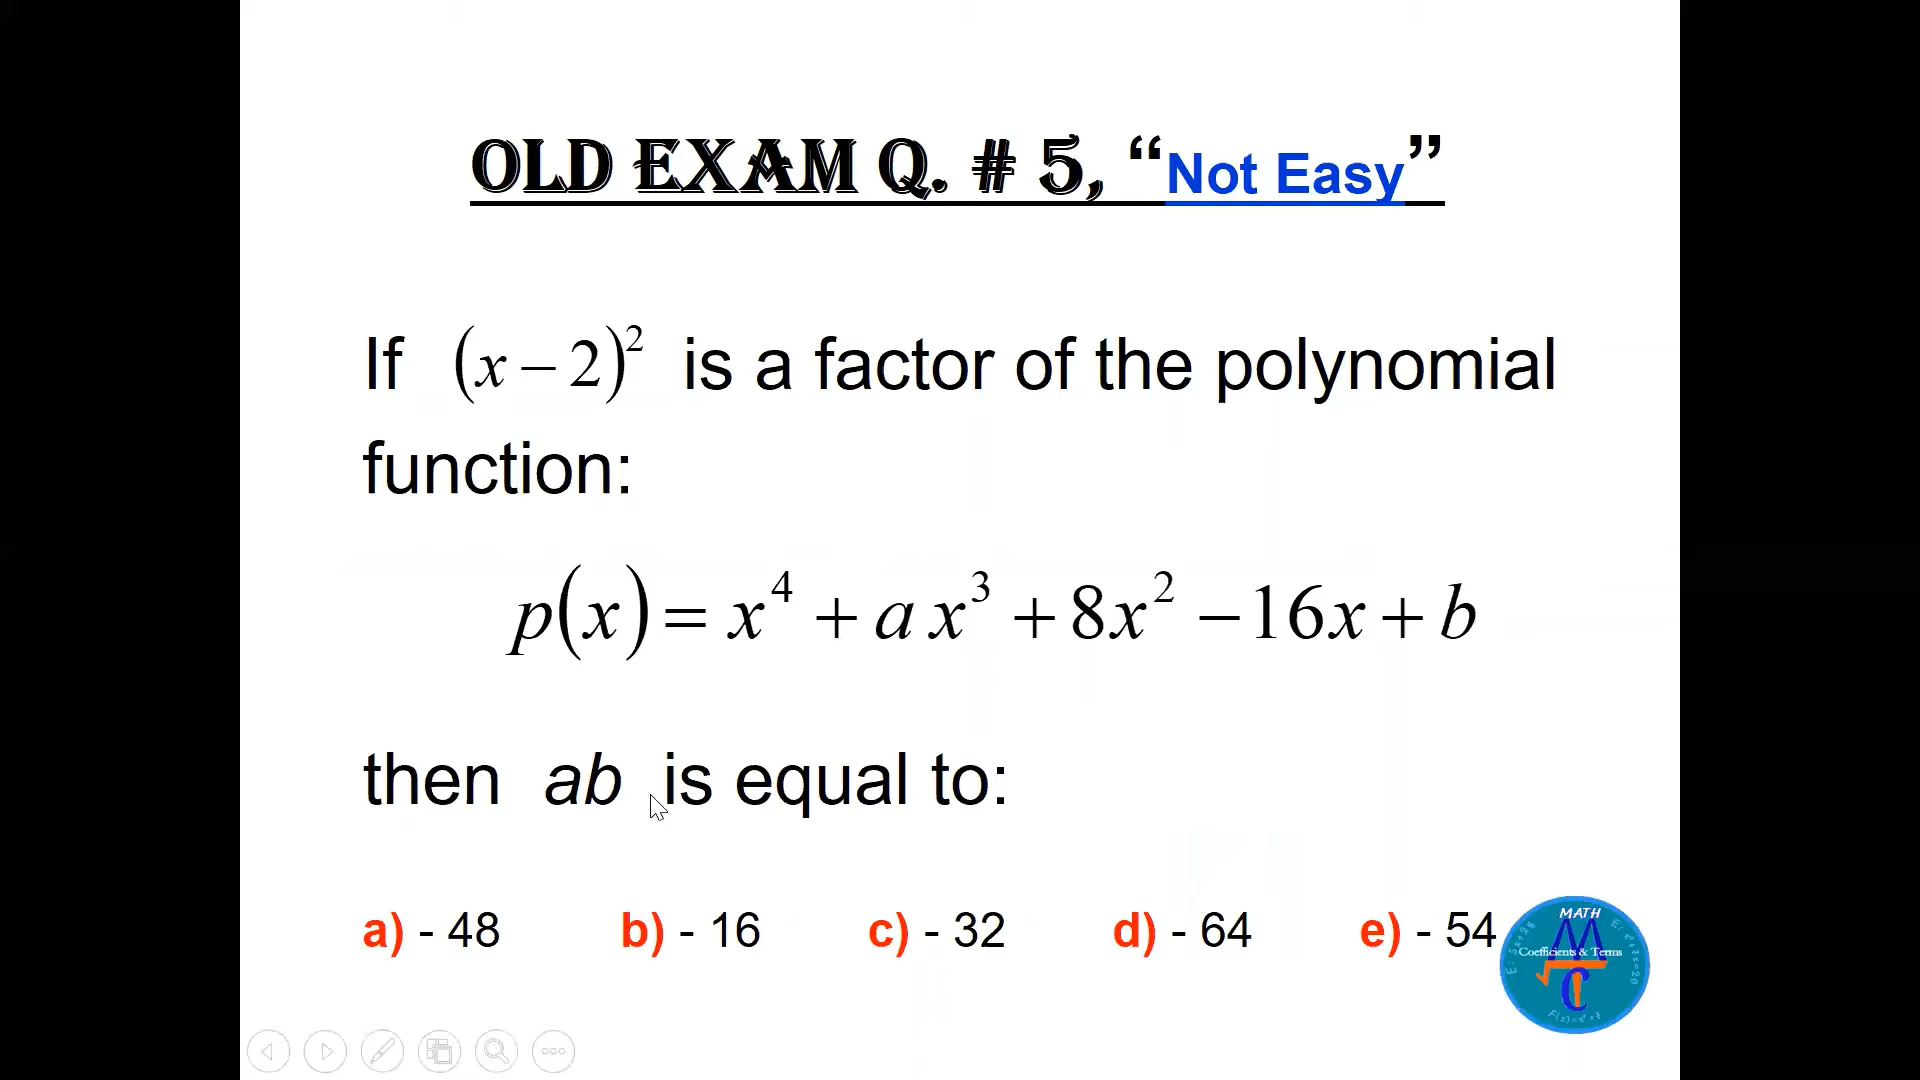 OLD EXAM Q. # 5, “Not Easy”
If (x − 2)² is a factor of the polynomial
function:
p(x) = x⁴ + a x³ + 8x² − 16x + b
then ab is equal to:
a) - 48 b) - 16 c) - 32 d) - 64 e) - 54
MATH
Coefficients & Terms